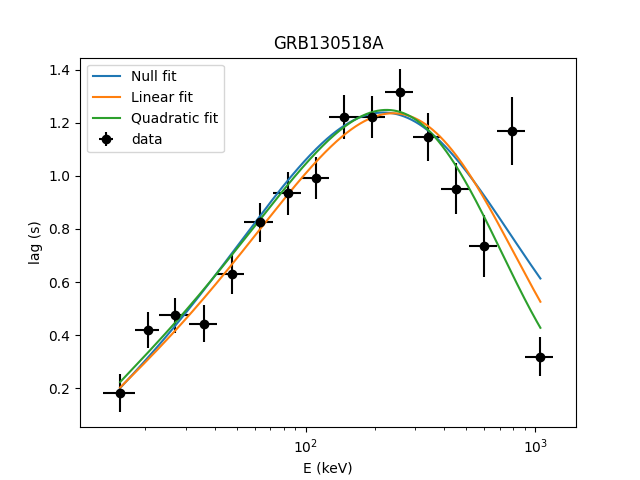 GRB130518A
Null fit
Linear fit
Quadratic fit
data
lag (s)
1.4
1.2
1.0
0.8
0.6
0.4
0.2
10²
10³
E (keV)